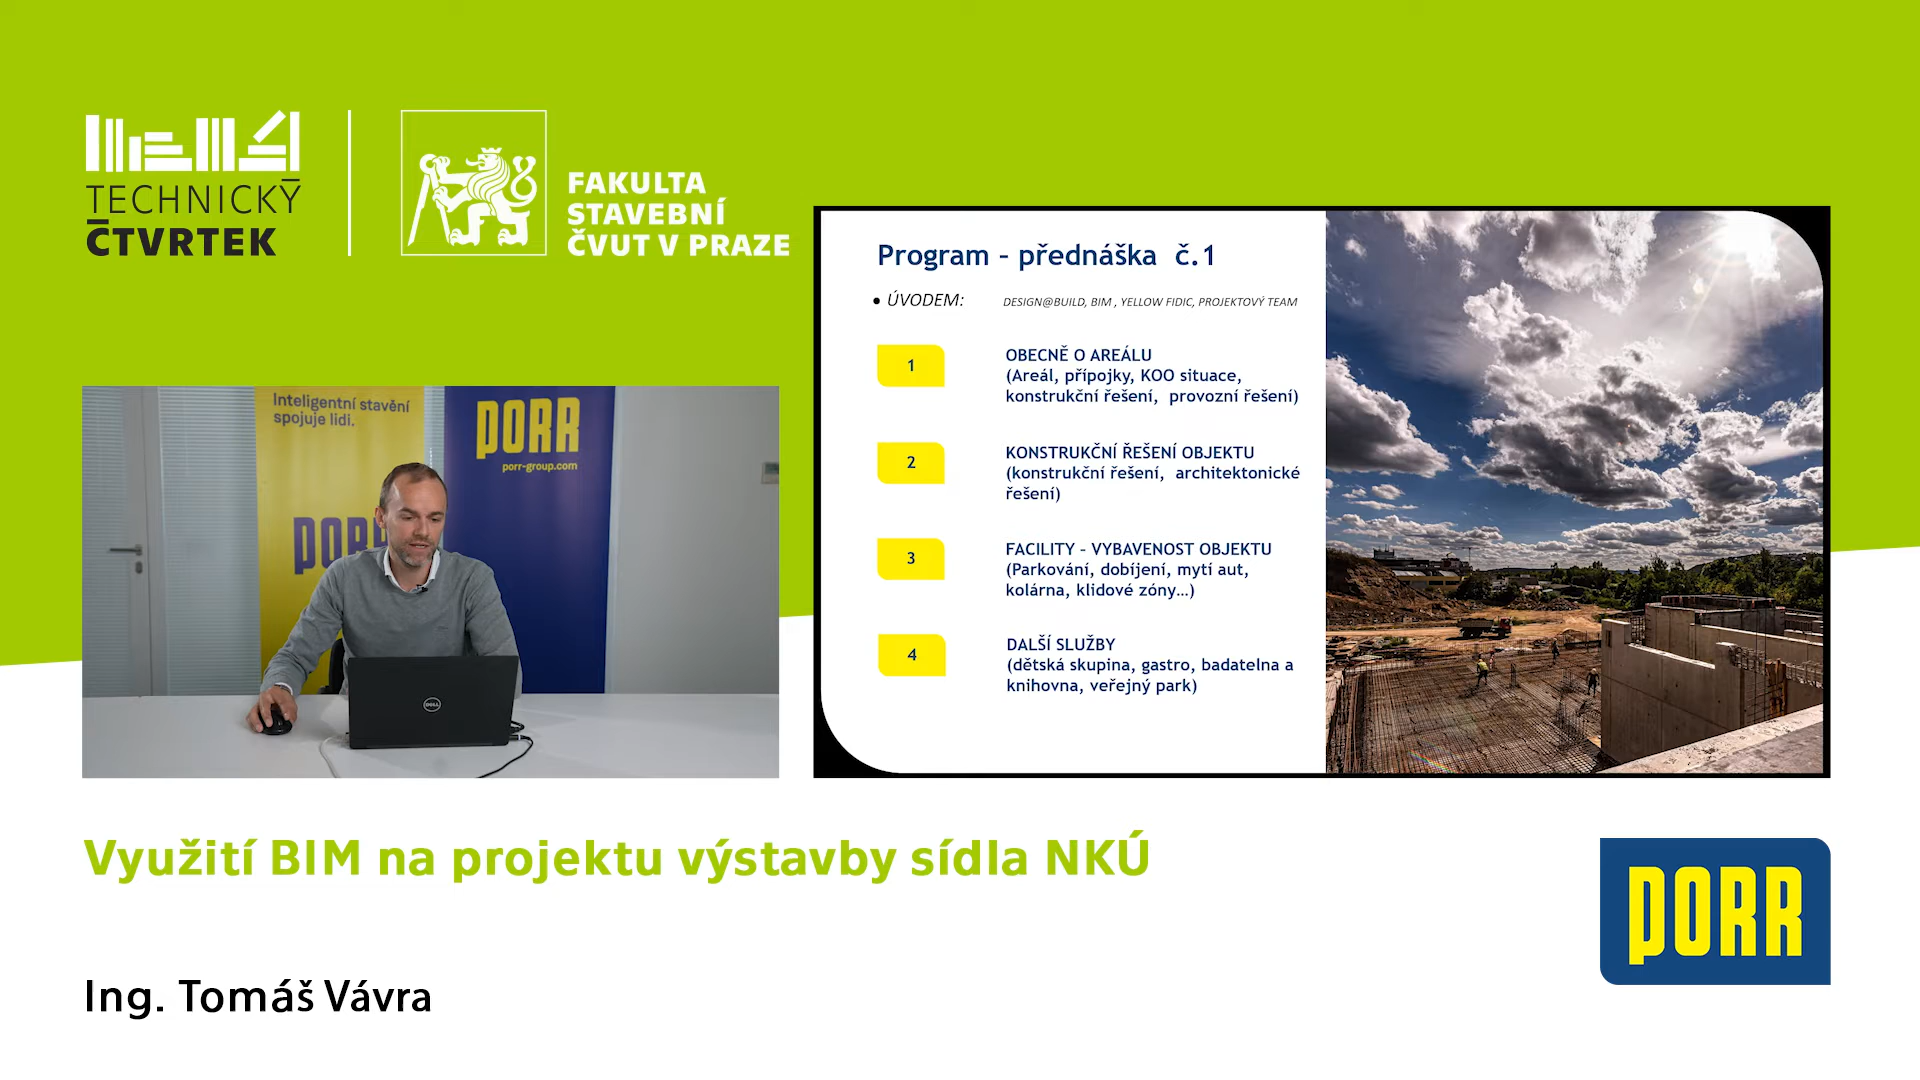 TECHNICKÝ
ČTVRTEK
FAKULTA
STAVEBNÍ
ČVUT V PRAZE
Program - přednáška č.1
• ÚVODEM: DESIGN@BUILD, BIM , YELLOW FIDIC, PROJEKTOVÝ TEAM
1
OBECNĚ O AREÁLU
(Areál, přípojky, KOO situace,
konstrukční řešení, provozní řešení)
2
KONSTRUKČNÍ ŘEŠENÍ OBJEKTU
(konstrukční řešení, architektonické
řešení)
3
FACILITY - VYBAVENOST OBJEKTU
(Parkování, dobíjení, mytí aut,
kolárna, klidové zóny...)
4
DALŠÍ SLUŽBY
(dětská skupina, gastro, badatelna a
knihovna, veřejný park)
Inteligentní stavění
spojuje lidi.
PORR
porr-group.com
PORR
DELL
Využití BIM na projektu výstavby sídla NKÚ
Ing. Tomáš Vávra
PORR